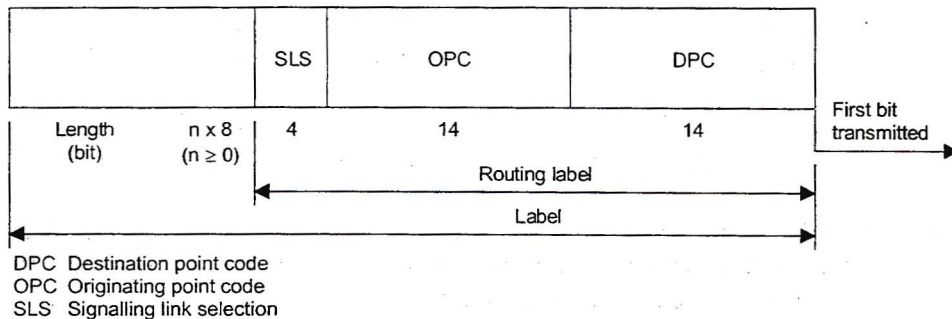 SLS OPC DPC
Length n x 8 4 14 14 First bit
(bit) (n ≥ 0) transmitted
Routing label
Label
DPC Destination point code
OPC Originating point code
SLS Signalling link selection